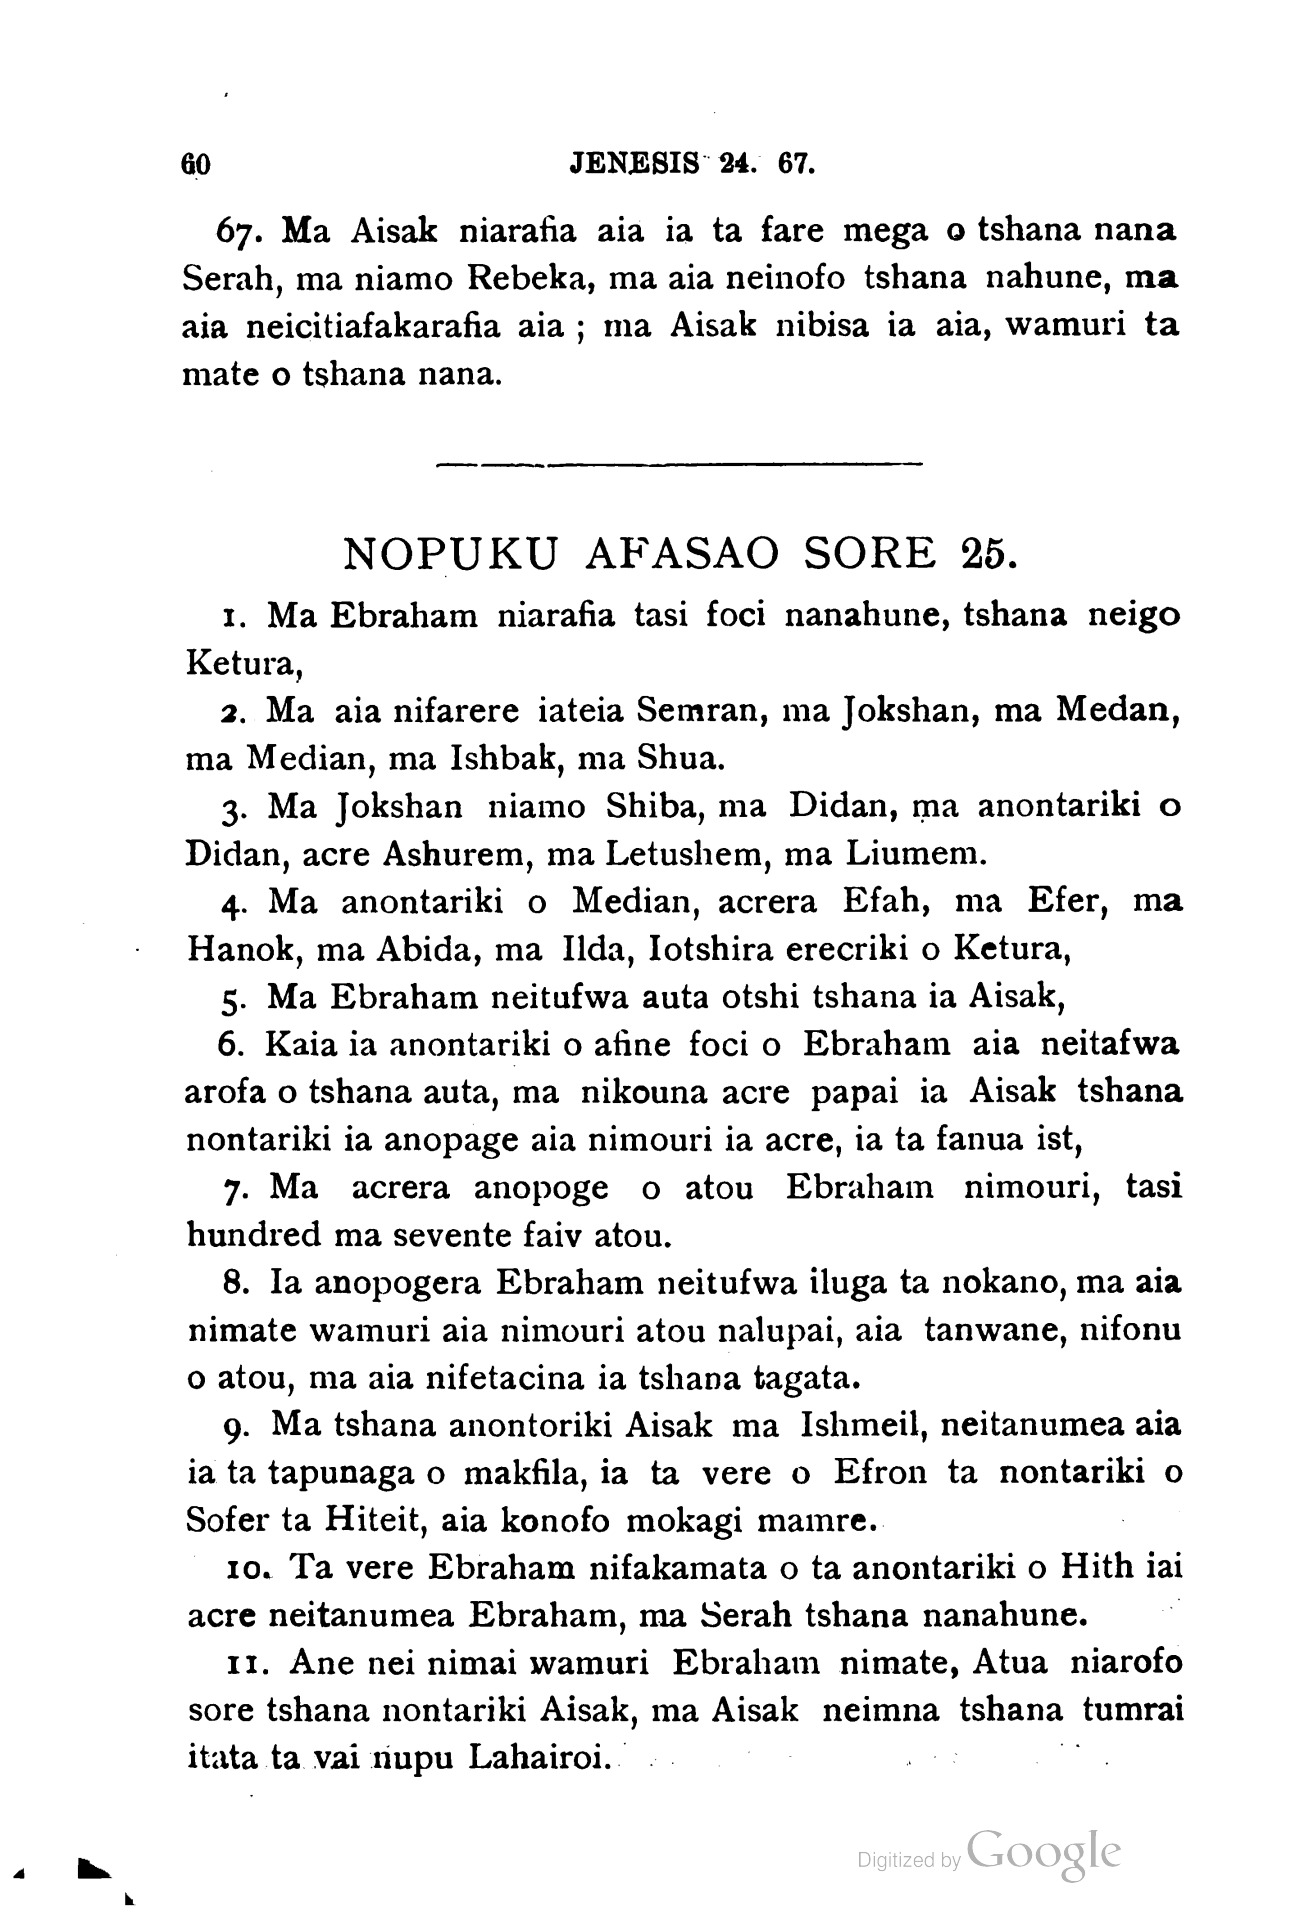 60 JENESIS 24. 67.
67. Ma Aisak niarafia aia ia ta fare mega o tshana nana
Serah, ma niamo Rebeka, ma aia neinofo tshana nahune, ma
aia neicitiafakarafia aia ; ma Aisak nibisa ia aia, wamuri ta
mate o tshana nana.
NOPUKU AFASAO SORE 25.
1. Ma Ebraham niarafia tasi foci nanahune, tshana neigo
Ketura,
2. Ma aia nifarere iateia Semran, ma Jokshan, ma Medan,
ma Median, ma Ishbak, ma Shua.
3. Ma Jokshan niamo Shiba, ma Didan, ma anontariki o
Didan, acre Ashurem, ma Letushem, ma Liumem.
4. Ma anontariki o Median, acrera Efah, ma Efer, ma
Hanok, ma Abida, ma Ilda, Iotshira erecriki o Ketura,
5. Ma Ebraham neitufwa auta otshi tshana ia Aisak,
6. Kaia ia anontariki o afine foci o Ebraham aia neitafwa
arofa o tshana auta, ma nikouna acre papai ia Aisak tshana
nontariki ia anopage aia nimouri ia acre, ia ta fanua ist,
7. Ma acrera anopoge o atou Ebraham nimouri, tasi
hundred ma sevente faiv atou.
8. Ia anopogera Ebraham neitufwa iluga ta nokano, ma aia
nimate wamuri aia nimouri atou nalupai, aia tanwane, nifonu
o atou, ma aia nifetacina ia tshana tagata.
9. Ma tshana anontoriki Aisak ma Ishmeil, neitanumea aia
ia ta tapunaga o makfila, ia ta vere o Efron ta nontariki o
Sofer ta Hiteit, aia konofo mokagi mamre.
10. Ta vere Ebraham nifakamata o ta anontariki o Hith iai
acre neitanumea Ebraham, ma Serah tshana nanahune.
11. Ane nei nimai wamuri Ebraham nimate, Atua niarofo
sore tshana nontariki Aisak, ma Aisak neimna tshana tumrai
itata ta vai nupu Lahairoi.
Digitized by Google